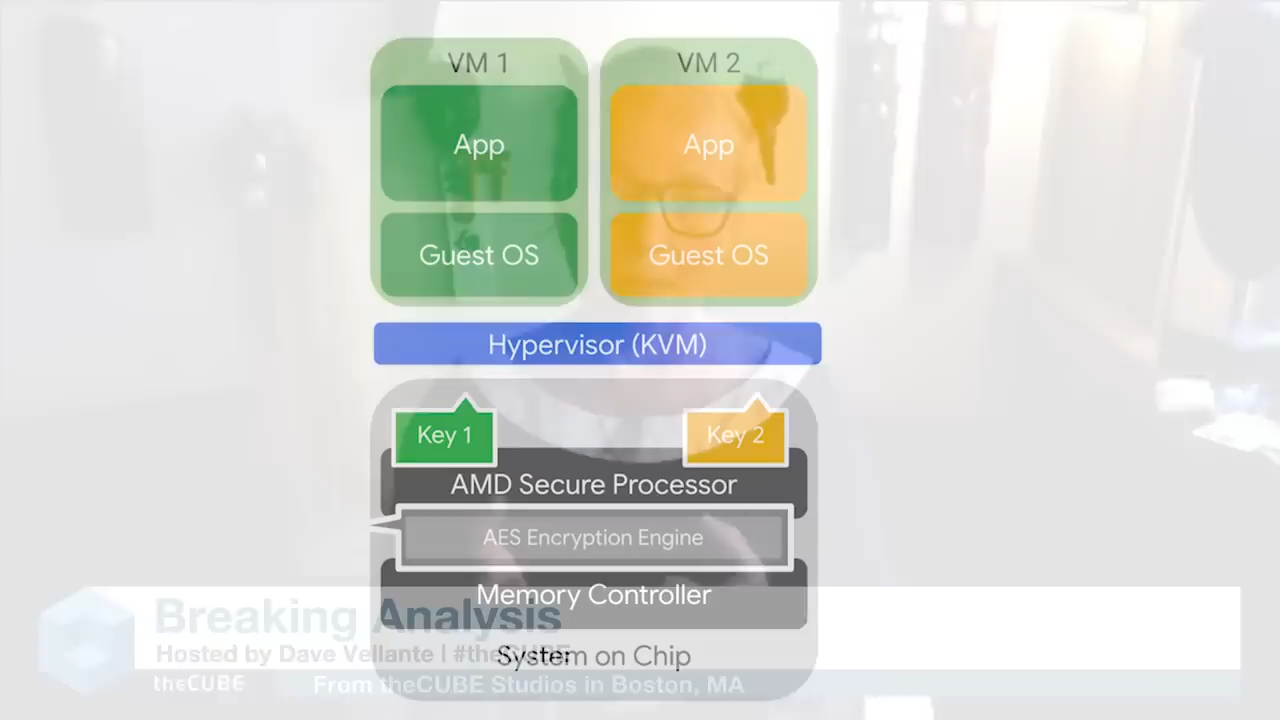 VM 1
VM 2
App
App
Guest OS
Guest OS
Hypervisor (KVM)
Key 1
Key 2
AMD Secure Processor
AES Encryption Engine
Memory Controller
System on Chip
Breaking Analysis
Hosted by Dave Vellante | #theCUBE
theCUBE
From theCUBE Studios in Boston, MA